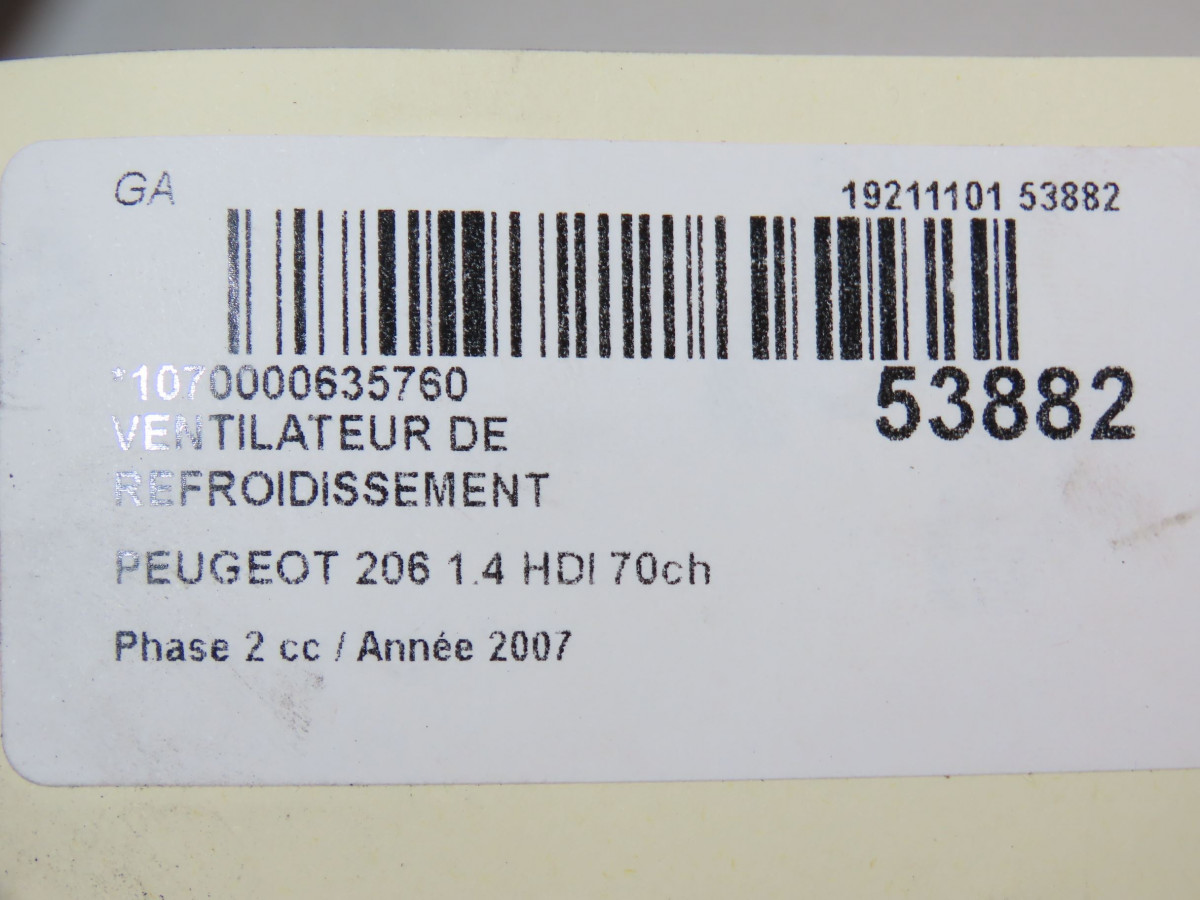 GA
19211101 53882
*1070000635760
53882
VENTILATEUR DE
REFROIDISSEMENT
PEUGEOT 206 1.4 HDI 70ch
Phase 2 cc / Année 2007